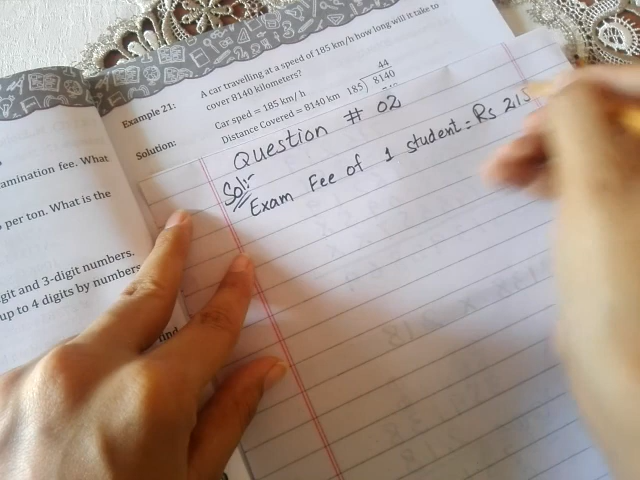 Example 21:
A car travelling at a speed of 185 km/h how long will it take to
cover 8140 kilometers?
Solution:
Car sped = 185 km/h
Distance Covered = 8140 km
44
185) 8140
amination fee. What
per ton. What is the
git and 3-digit numbers.
up to 4 digits by numbers
find
Question # 02
Sol:-
Exam Fee of 1 student = Rs 215